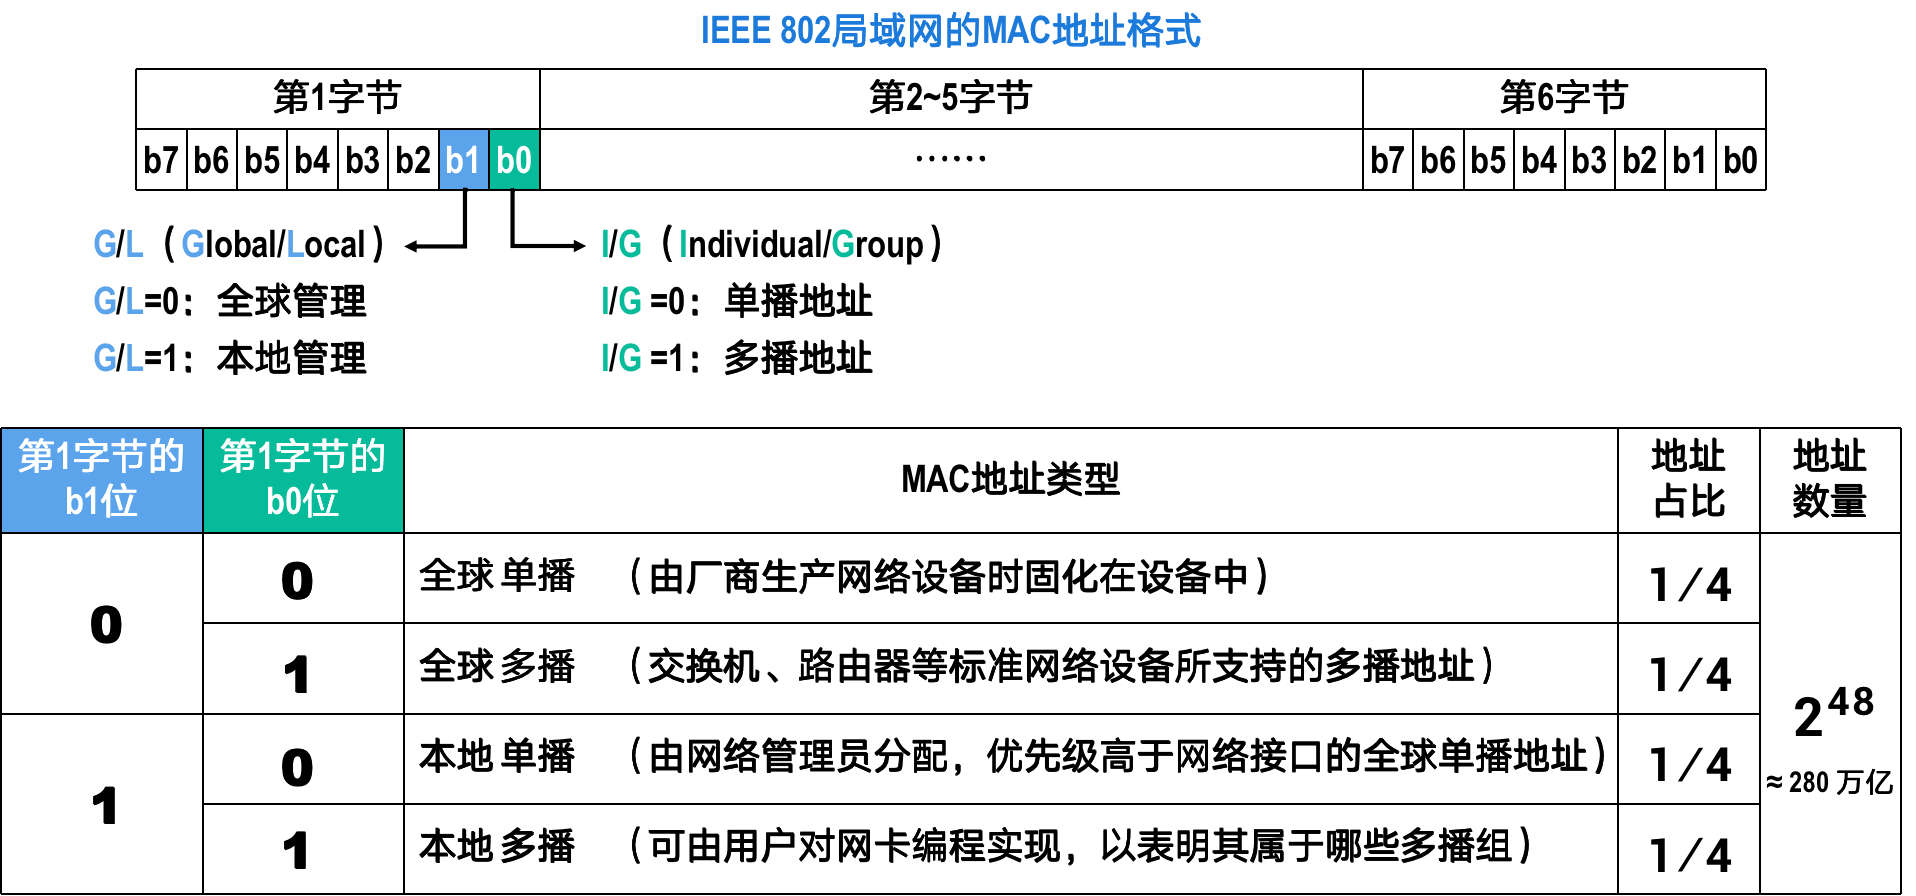 IEEE 802局域网的MAC地址格式
第1字节 第2~5字节 第6字节
b7 b6 b5 b4 b3 b2 b1 b0 …… b7 b6 b5 b4 b3 b2 b1 b0
G/L（Global/Local）
G/L=0：全球管理
G/L=1：本地管理
I/G（Individual/Group）
I/G =0：单播地址
I/G =1：多播地址
第1字节的
b1位
第1字节的
b0位
MAC地址类型
地址
占比
地址
数量
0
0 全球 单播 （由厂商生产网络设备时固化在设备中） 1/4
1 全球 多播 （交换机、路由器等标准网络设备所支持的多播地址） 1/4
1
0 本地 单播 （由网络管理员分配，优先级高于网络接口的全球单播地址） 1/4
1 本地 多播 （可由用户对网卡编程实现，以表明其属于哪些多播组） 1/4
2^48
≈ 280 万亿